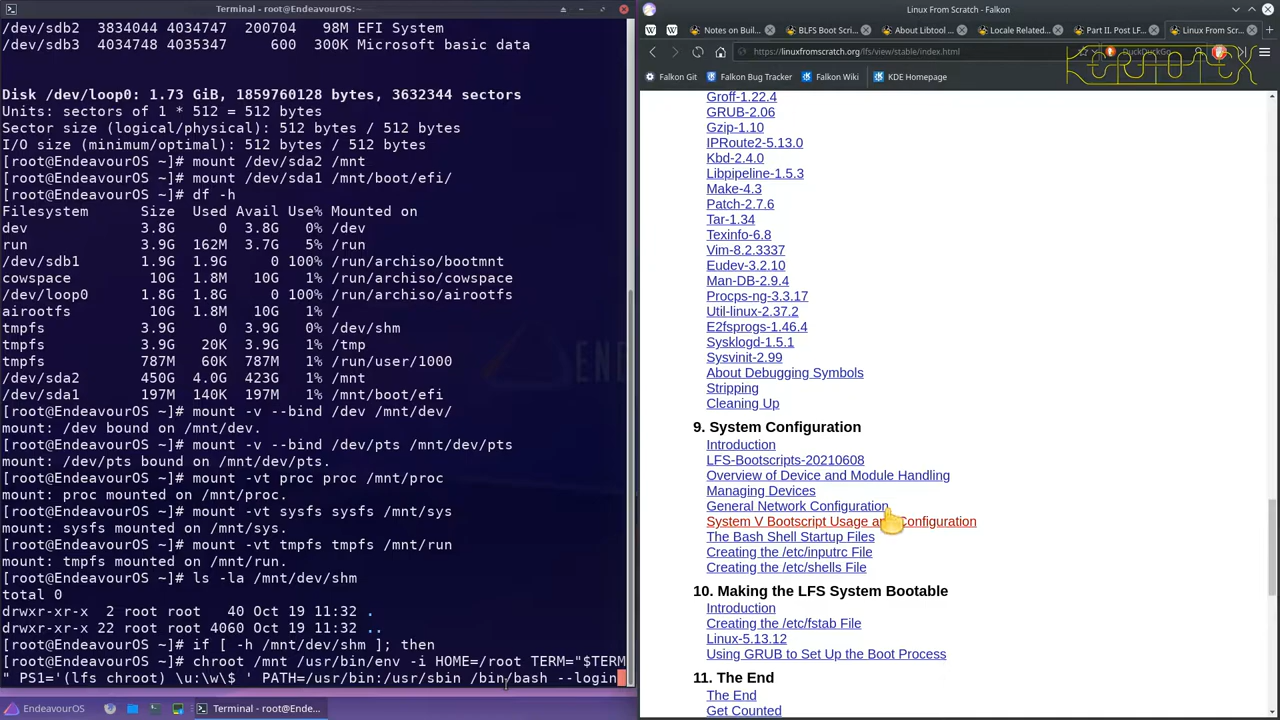 Terminal - root@EndeavourOS:~
/dev/sdb2  3834044 4034747  200704  98M EFI System
/dev/sdb3  4034748 4035347     600 300K Microsoft basic data
Disk /dev/loop0: 1.73 GiB, 1859760128 bytes, 3632344 sectors
Units: sectors of 1 * 512 = 512 bytes
Sector size (logical/physical): 512 bytes / 512 bytes
I/O size (minimum/optimal): 512 bytes / 512 bytes
[root@EndeavourOS ~]# mount /dev/sda2 /mnt
[root@EndeavourOS ~]# mount /dev/sda1 /mnt/boot/efi/
[root@EndeavourOS ~]# df -h
Filesystem      Size  Used Avail Use% Mounted on
dev             3.8G     0  3.8G   0% /dev
run             3.9G  162M  3.7G   5% /run
/dev/sdb1       1.9G  1.9G     0 100% /run/archiso/bootmnt
cowspace         10G  1.8M   10G   1% /run/archiso/cowspace
/dev/loop0      1.8G  1.8G     0 100% /run/archiso/airootfs
airootfs         10G  1.8M   10G   1% /
tmpfs           3.9G     0  3.9G   0% /dev/shm
tmpfs           3.9G   20K  3.9G   1% /tmp
tmpfs           787M   60K  787M   1% /run/user/1000
/dev/sda2       450G  4.0G  423G   1% /mnt
/dev/sda1       197M  140K  197M   1% /mnt/boot/efi
[root@EndeavourOS ~]# mount -v --bind /dev /mnt/dev/
mount: /dev bound on /mnt/dev.
[root@EndeavourOS ~]# mount -v --bind /dev/pts /mnt/dev/pts
mount: /dev/pts bound on /mnt/dev/pts.
[root@EndeavourOS ~]# mount -vt proc proc /mnt/proc
mount: proc mounted on /mnt/proc.
[root@EndeavourOS ~]# mount -vt sysfs sysfs /mnt/sys
mount: sysfs mounted on /mnt/sys.
[root@EndeavourOS ~]# mount -vt tmpfs tmpfs /mnt/run
mount: tmpfs mounted on /mnt/run.
[root@EndeavourOS ~]# ls -la /mnt/dev/shm
total 0
drwxr-xr-x  2 root root   40 Oct 19 11:32 .
drwxr-xr-x 22 root root 4060 Oct 19 11:32 ..
[root@EndeavourOS ~]# if [ -h /mnt/dev/shm ]; then
[root@EndeavourOS ~]# chroot /mnt /usr/bin/env -i HOME=/root TERM="$TERM
" PS1='(lfs chroot) \u:\w\$ ' PATH=/usr/bin:/usr/sbin /bin/bash --login
EndeavourOS
Terminal - root@Ende...
Linux From Scratch - Falkon
Notes on Buil...
BLFS Boot Scri...
About Libtool ...
Locale Related...
Part II. Post LF...
Linux From Scr...
https://linuxfromscratch.org/lfs/view/stable/index.html
DuckDuckGo
Falkon Git
Falkon Bug Tracker
Falkon Wiki
KDE Homepage
Groff-1.22.4
GRUB-2.06
Gzip-1.10
IPRoute2-5.13.0
Kbd-2.4.0
Libpipeline-1.5.3
Make-4.3
Patch-2.7.6
Tar-1.34
Texinfo-6.8
Vim-8.2.3337
Eudev-3.2.10
Man-DB-2.9.4
Procps-ng-3.3.17
Util-linux-2.37.2
E2fsprogs-1.46.4
Sysklogd-1.5.1
Sysvinit-2.99
About Debugging Symbols
Stripping
Cleaning Up
9. System Configuration
Introduction
LFS-Bootscripts-20210608
Overview of Device and Module Handling
Managing Devices
General Network Configuration
System V Bootscript Usage and Configuration
The Bash Shell Startup Files
Creating the /etc/inputrc File
Creating the /etc/shells File
10. Making the LFS System Bootable
Introduction
Creating the /etc/fstab File
Linux-5.13.12
Using GRUB to Set Up the Boot Process
11. The End
The End
Get Counted